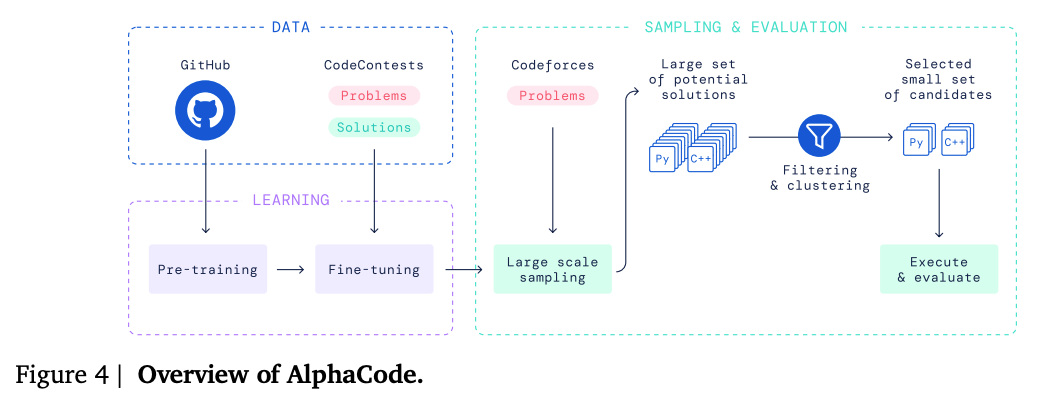 DATA
GitHub
CodeContests
Problems
Solutions
LEARNING
Pre-training
Fine-tuning
SAMPLING & EVALUATION
Codeforces
Problems
Large scale
sampling
Large set
of potential
solutions
Py
C++
Filtering
& clustering
Selected
small set
of candidates
Py
C++
Execute
& evaluate
Figure 4 | Overview of AlphaCode.